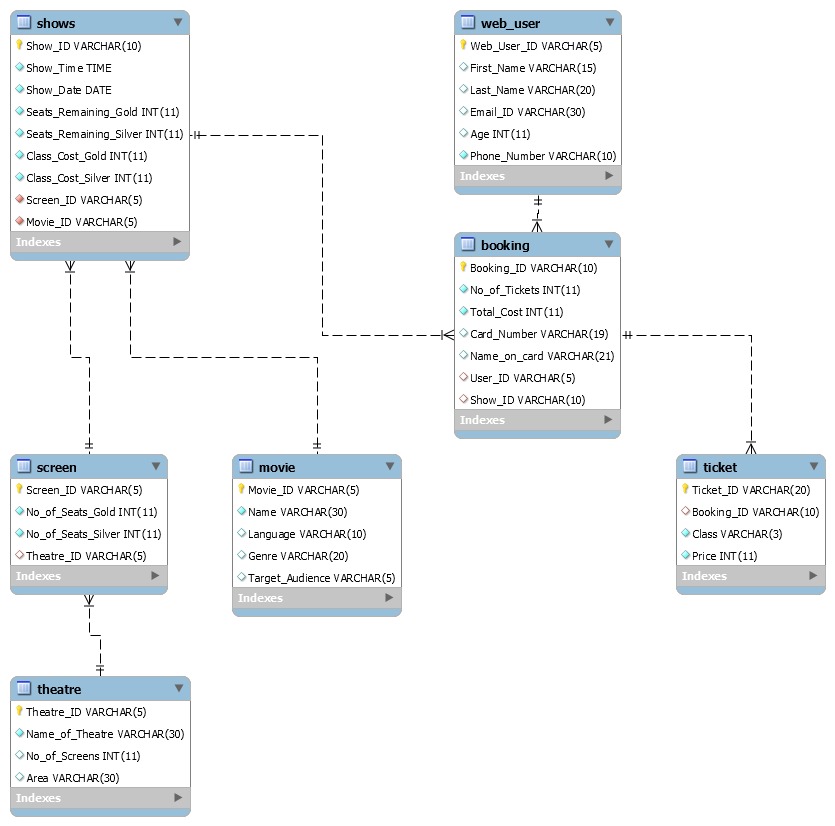 shows
Show_ID VARCHAR(10)
Show_Time TIME
Show_Date DATE
Seats_Remaining_Gold INT(11)
Seats_Remaining_Silver INT(11)
Class_Cost_Gold INT(11)
Class_Cost_Silver INT(11)
Screen_ID VARCHAR(5)
Movie_ID VARCHAR(5)
Indexes
web_user
Web_User_ID VARCHAR(5)
First_Name VARCHAR(15)
Last_Name VARCHAR(20)
Email_ID VARCHAR(30)
Age INT(11)
Phone_Number VARCHAR(10)
Indexes
booking
Booking_ID VARCHAR(10)
No_of_Tickets INT(11)
Total_Cost INT(11)
Card_Number VARCHAR(19)
Name_on_card VARCHAR(21)
User_ID VARCHAR(5)
Show_ID VARCHAR(10)
Indexes
screen
Screen_ID VARCHAR(5)
No_of_Seats_Gold INT(11)
No_of_Seats_Silver INT(11)
Theatre_ID VARCHAR(5)
Indexes
movie
Movie_ID VARCHAR(5)
Name VARCHAR(30)
Language VARCHAR(10)
Genre VARCHAR(20)
Target_Audience VARCHAR(5)
Indexes
ticket
Ticket_ID VARCHAR(20)
Booking_ID VARCHAR(10)
Class VARCHAR(3)
Price INT(11)
Indexes
theatre
Theatre_ID VARCHAR(5)
Name_of_Theatre VARCHAR(30)
No_of_Screens INT(11)
Area VARCHAR(30)
Indexes